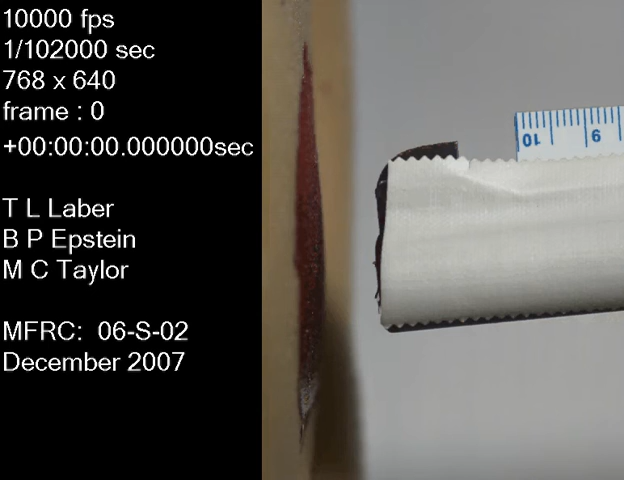 10000 fps
1/102000 sec
768 x 640
frame : 0
+00:00:00.000000sec
T L Laber
B P Epstein
M C Taylor
MFRC: 06-S-02
December 2007
10 9